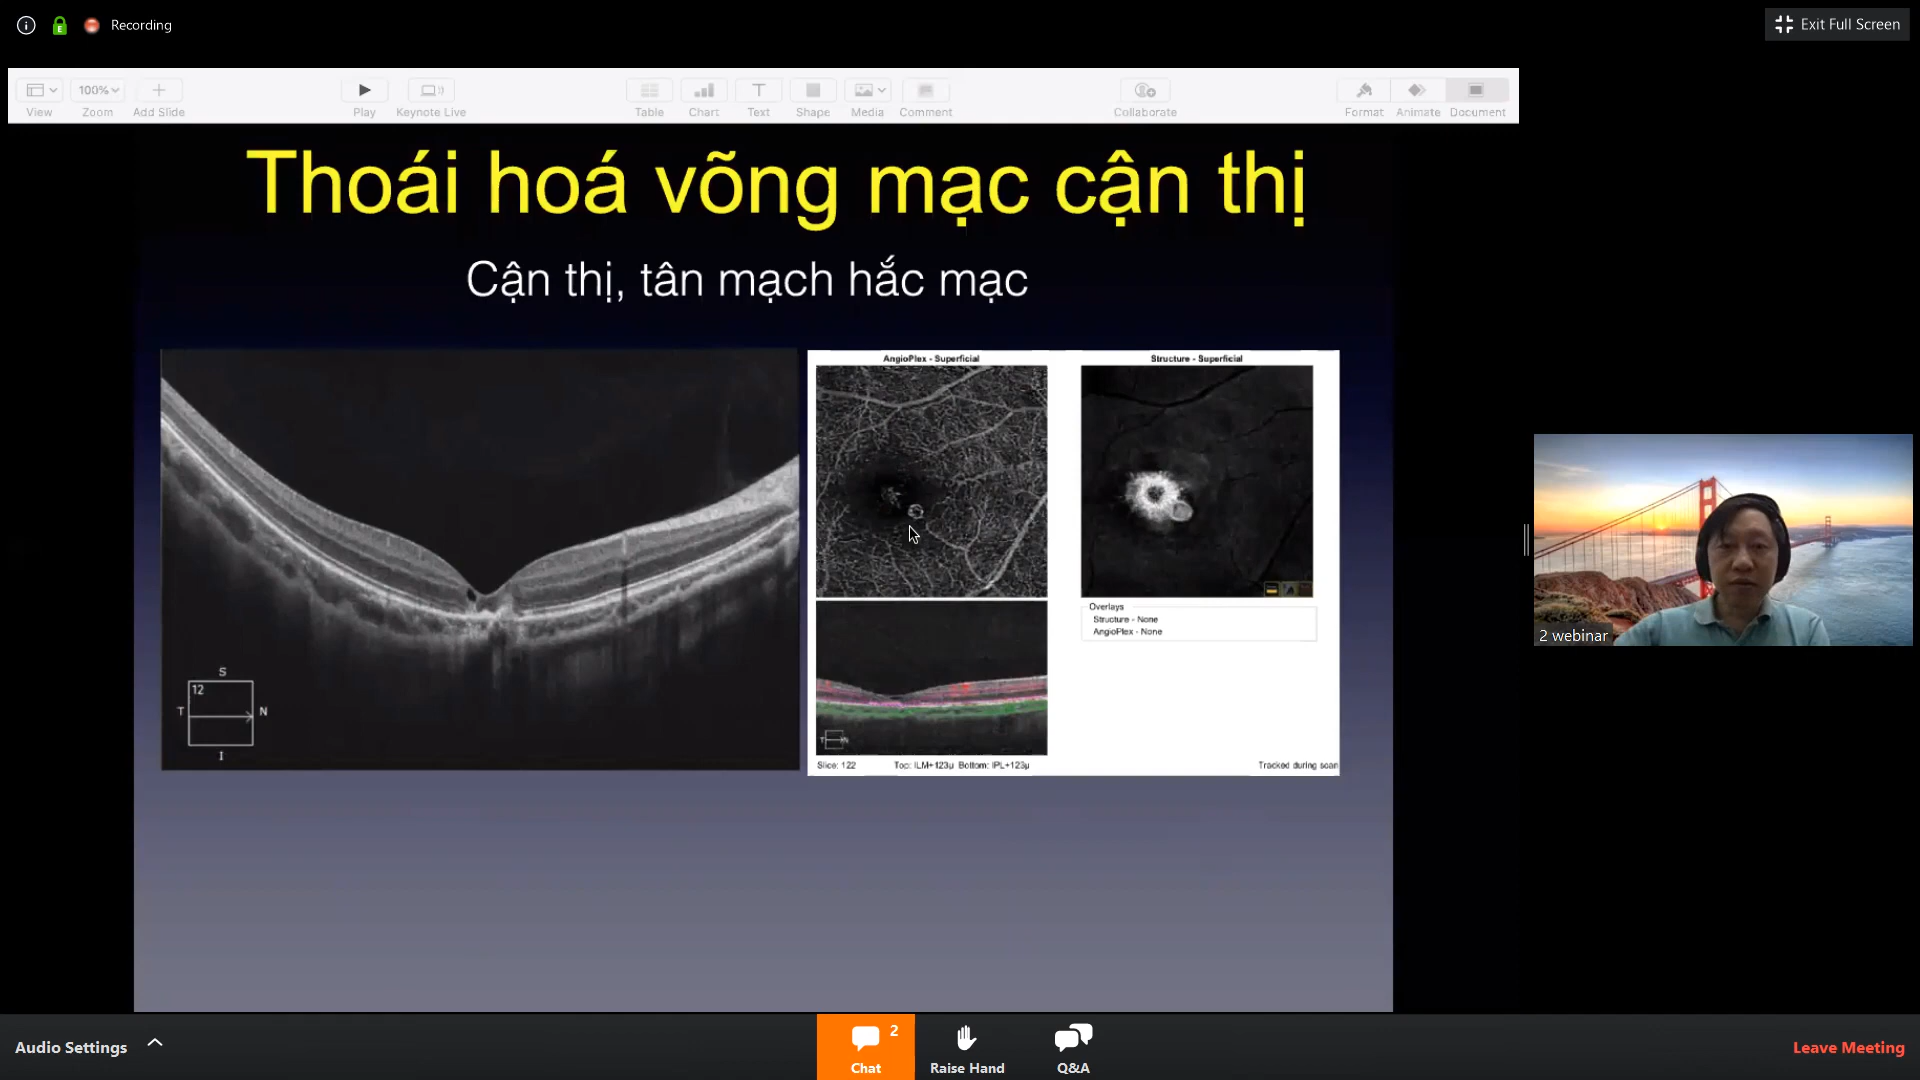 Recording
Exit Full Screen
100%
View
Zoom
Add Slide
Play
Keynote Live
Table
Chart
Text
Shape
Media
Comment
Collaborate
Format
Animate
Document
Thoái hoá võng mạc cận thị
Cận thị, tân mạch hắc mạc
AngioPlex - Superficial
Structure - Superficial
S
12
T
N
I
Overlays
Structure - None
AngioPlex - None
T N
Slice: 122
Top: ILM+123µ Bottom: IPL+123µ
Tracked during scan
2 webinar
Audio Settings
2
Chat
Raise Hand
Q&A
Leave Meeting